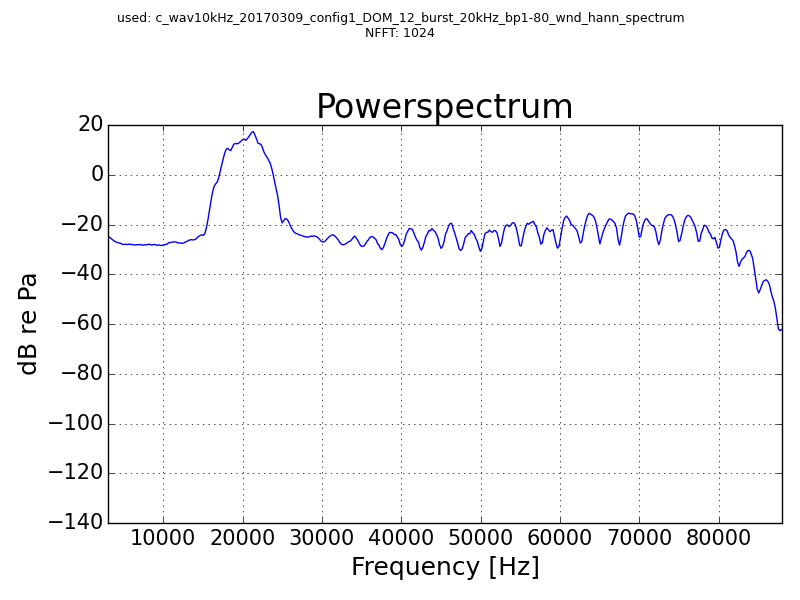 used: c_wav10kHz_20170309_config1_DOM_12_burst_20kHz_bp1-80_wnd_hann_spectrum
NFFT: 1024
Powerspectrum
20
0
−20
−40
−60
−80
−100
−120
−140
dB re Pa
10000 20000 30000 40000 50000 60000 70000 80000
Frequency [Hz]